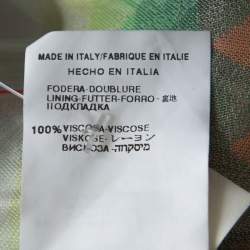 MADE IN ITALY/FABRIQUE EN ITALIE
HECHO EN ITALIA
FODERA-DOUBLURE
LINING-FUTTER-FORRO-裏地
ПОДКЛАДКА
100% VISCOSA-VISCOSE
VISKOSE-レーヨン
ВИСКОЗА-מיסקחה